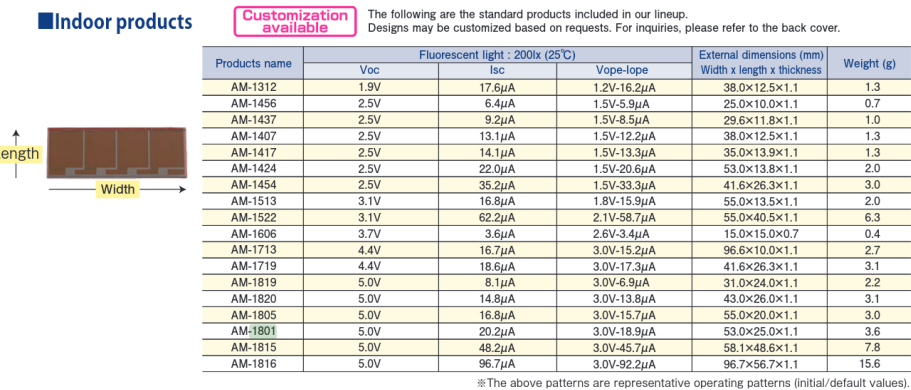 ■Indoor products
Customization
available
The following are the standard products included in our lineup.
Designs may be customized based on requests. For inquiries, please refer to the back cover.
Products name Fluorescent light : 200lx (25℃) External dimensions (mm) Weight (g)
Voc Isc Vope-Iope Width x length x thickness
AM-1312 1.9V 17.6μA 1.2V-16.2μA 38.0×12.5×1.1 1.3
AM-1456 2.5V 6.4μA 1.5V-5.9μA 25.0×10.0×1.1 0.7
AM-1437 2.5V 9.2μA 1.5V-8.5μA 29.6×11.8×1.1 1.0
AM-1407 2.5V 13.1μA 1.5V-12.2μA 38.0×12.5×1.1 1.3
AM-1417 2.5V 14.1μA 1.5V-13.3μA 35.0×13.9×1.1 1.3
AM-1424 2.5V 22.0μA 1.5V-20.6μA 53.0×13.8×1.1 2.0
AM-1454 2.5V 35.2μA 1.5V-33.3μA 41.6×26.3×1.1 3.0
AM-1513 3.1V 16.8μA 1.8V-15.9μA 55.0×13.5×1.1 2.0
AM-1522 3.1V 62.2μA 2.1V-58.7μA 55.0×40.5×1.1 6.3
AM-1606 3.7V 3.6μA 2.6V-3.4μA 15.0×15.0×0.7 0.4
AM-1713 4.4V 16.7μA 3.0V-15.2μA 96.6×10.0×1.1 2.7
AM-1719 4.4V 18.6μA 3.0V-17.3μA 41.6×26.3×1.1 3.1
AM-1819 5.0V 8.1μA 3.0V-6.9μA 31.0×24.0×1.1 2.2
AM-1820 5.0V 14.8μA 3.0V-13.8μA 43.0×26.0×1.1 3.1
AM-1805 5.0V 16.8μA 3.0V-15.7μA 55.0×20.0×1.1 3.0
AM-1801 5.0V 20.2μA 3.0V-18.9μA 53.0×25.0×1.1 3.6
AM-1815 5.0V 48.2μA 3.0V-45.7μA 58.1×48.6×1.1 7.8
AM-1816 5.0V 96.7μA 3.0V-92.2μA 96.7×56.7×1.1 15.6
ength
Width
※The above patterns are representative operating patterns (initial/default values).